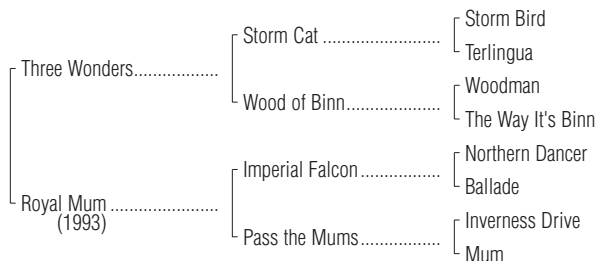 Storm Bird
Storm Cat ........................
Terlingua
Three Wonders.................
Woodman
Wood of Binn...................
The Way It's Binn
Northern Dancer
Imperial Falcon................
Ballade
Royal Mum ......................
(1993)
Inverness Drive
Pass the Mums................
Mum